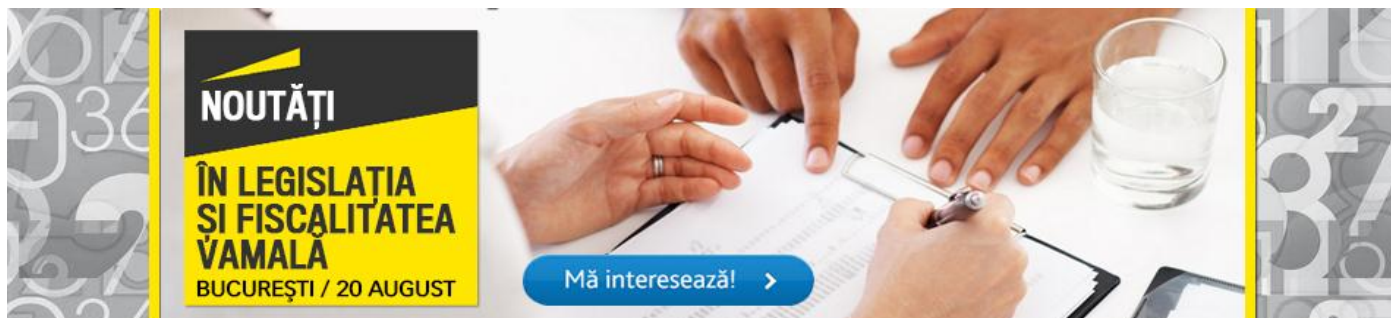 NOUTĂȚI
ÎN LEGISLAȚIA
ȘI FISCALITATEA
VAMALĂ
BUCUREȘTI / 20 AUGUST
Mă interesează!